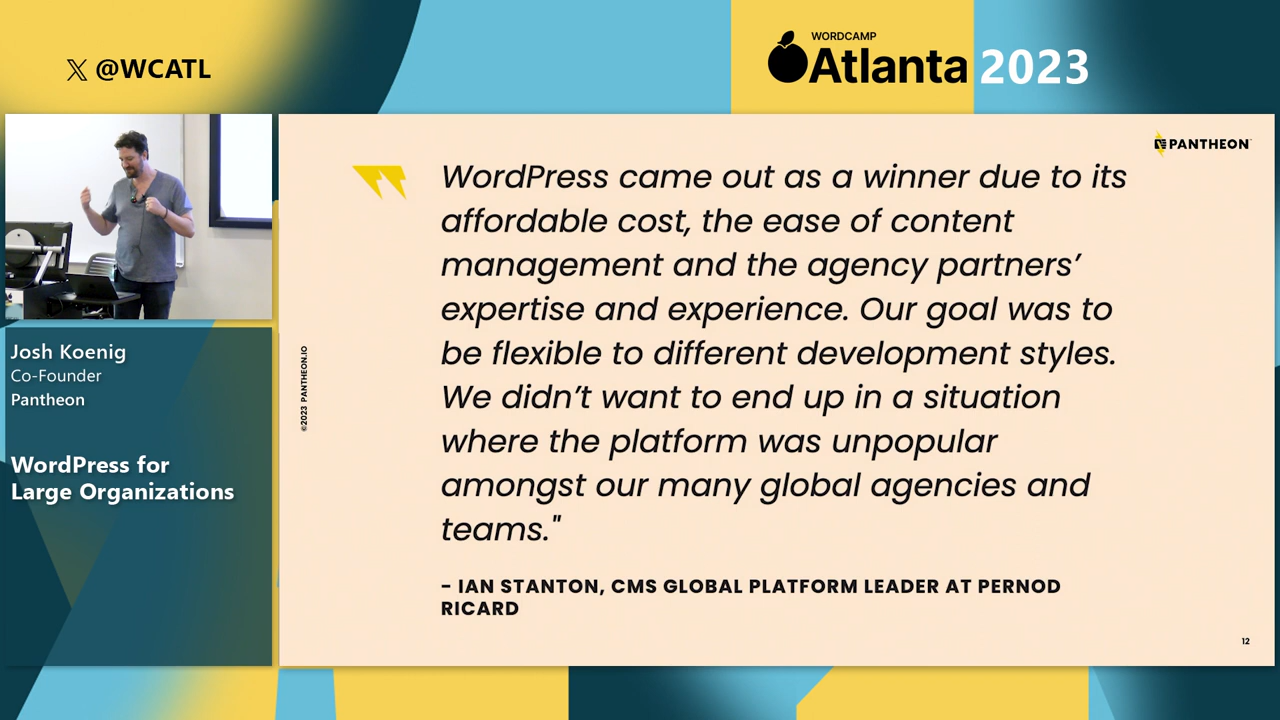 𝕏 @WCATL
WORDCAMP
Atlanta 2023
PANTHEON
WordPress came out as a winner due to its
affordable cost, the ease of content
management and the agency partners’
expertise and experience. Our goal was to
be flexible to different development styles.
We didn’t want to end up in a situation
where the platform was unpopular
amongst our many global agencies and
teams."
– IAN STANTON, CMS GLOBAL PLATFORM LEADER AT PERNOD
RICARD
©2023 PANTHEON.IO
12
Josh Koenig
Co-Founder
Pantheon
WordPress for
Large Organizations